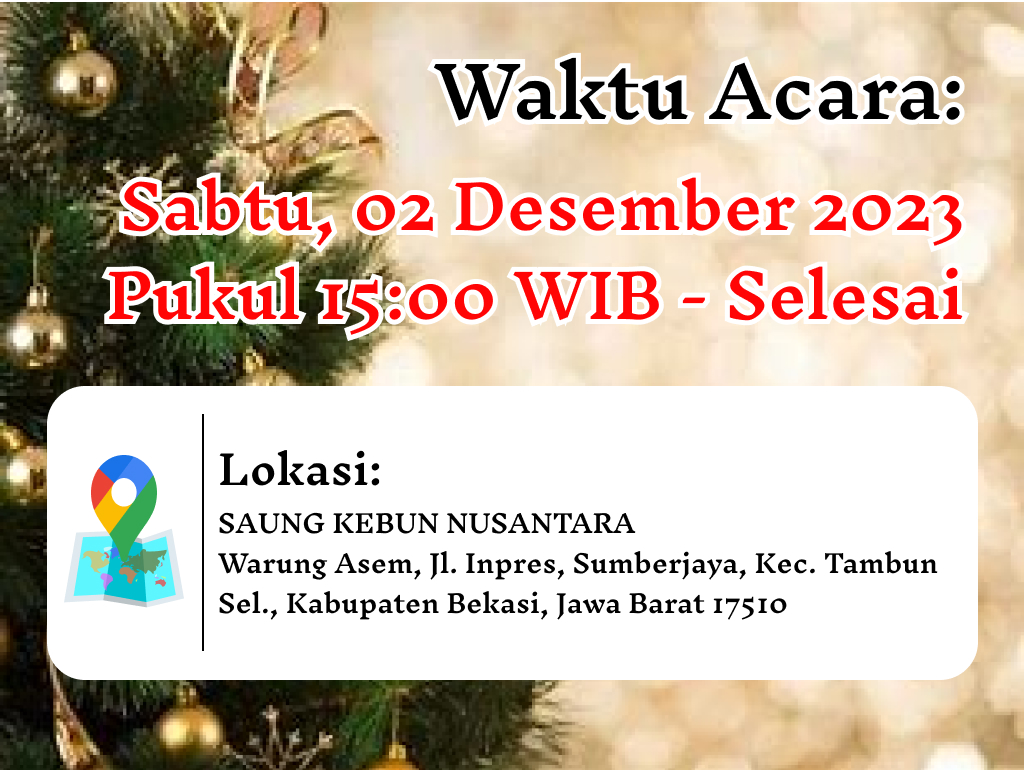 Waktu Acara:
Sabtu, 02 Desember 2023
Pukul 15:00 WIB - Selesai
Lokasi:
SAUNG KEBUN NUSANTARA
Warung Asem, Jl. Inpres, Sumberjaya, Kec. Tambun
Sel., Kabupaten Bekasi, Jawa Barat 17510